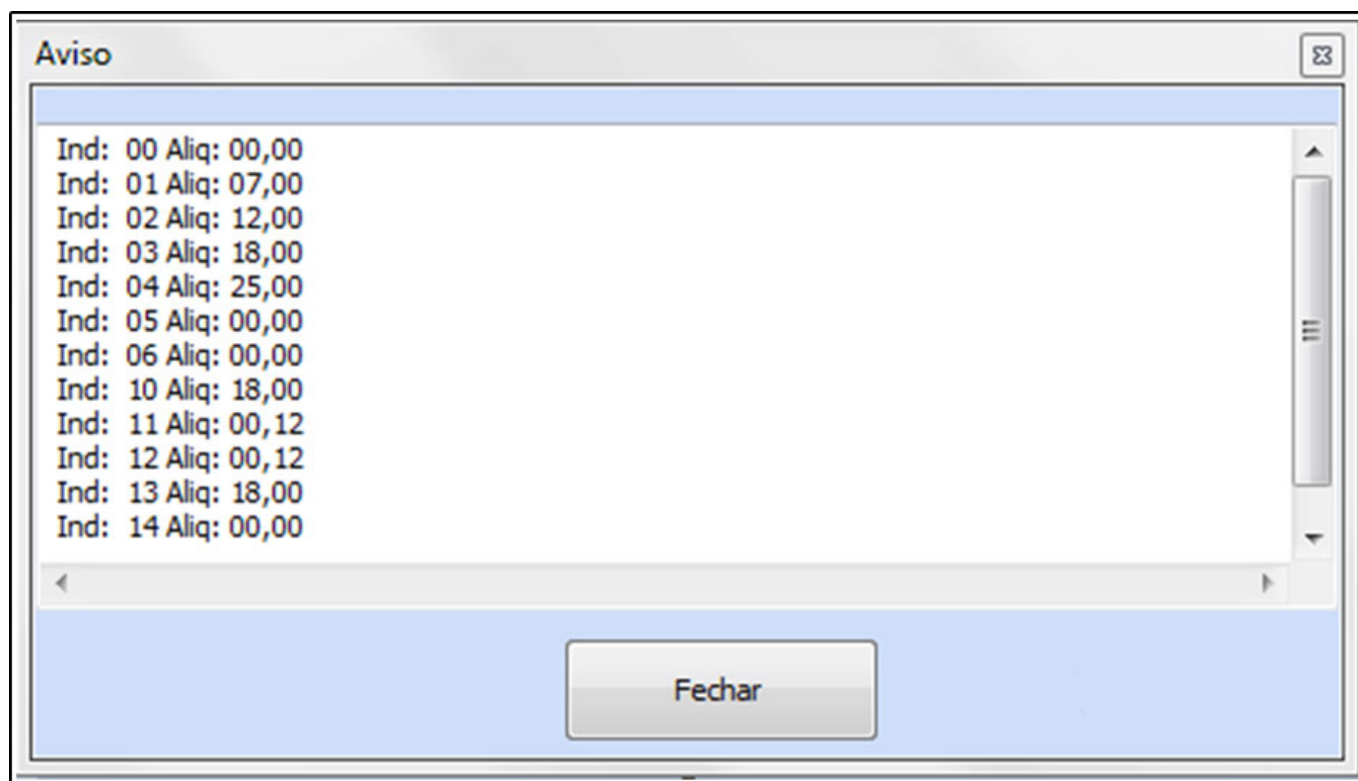 Aviso
Ind: 00 Aliq: 00,00
Ind: 01 Aliq: 07,00
Ind: 02 Aliq: 12,00
Ind: 03 Aliq: 18,00
Ind: 04 Aliq: 25,00
Ind: 05 Aliq: 00,00
Ind: 06 Aliq: 00,00
Ind: 10 Aliq: 18,00
Ind: 11 Aliq: 00,12
Ind: 12 Aliq: 00,12
Ind: 13 Aliq: 18,00
Ind: 14 Aliq: 00,00
Fechar